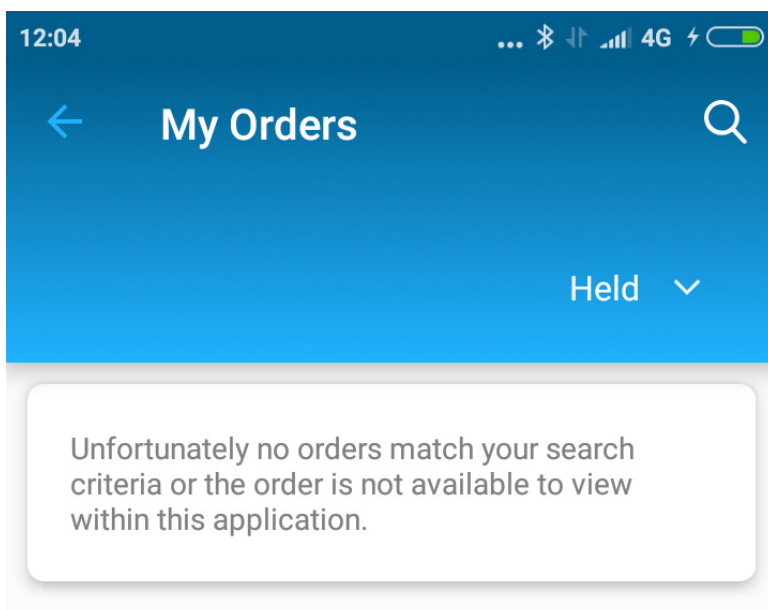 12:04
... 4G
My Orders
Held
Unfortunately no orders match your search
criteria or the order is not available to view
within this application.